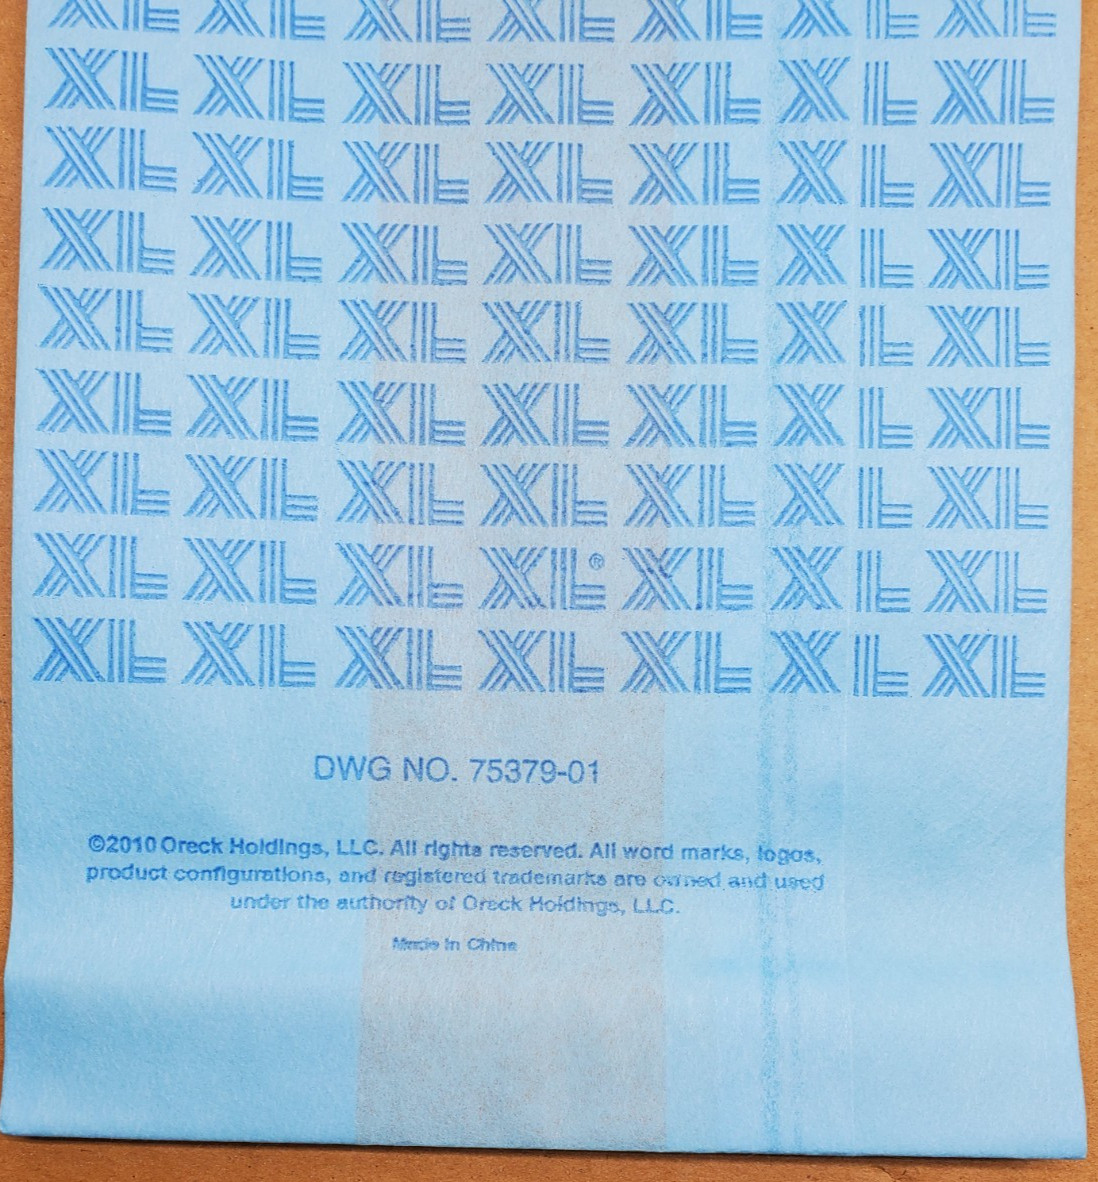 XL XL XL XL XL XL XL
XL XL XL XL XL XL XL
XL XL XL XL XL XL XL
XL XL XL XL XL XL XL
XL XL XL XL XL XL XL
XL XL XL XL XL XL XL
XL XL XL XL XL XL XL
XL XL XL XL® XL XL XL
XL XL XL XL XL XL XL
DWG NO. 75379-01
©2010 Oreck Holdings, LLC. All rights reserved. All word marks, logos,
product configurations, and registered trademarks are owned and used
under the authority of Oreck Holdings, LLC.
Made in China